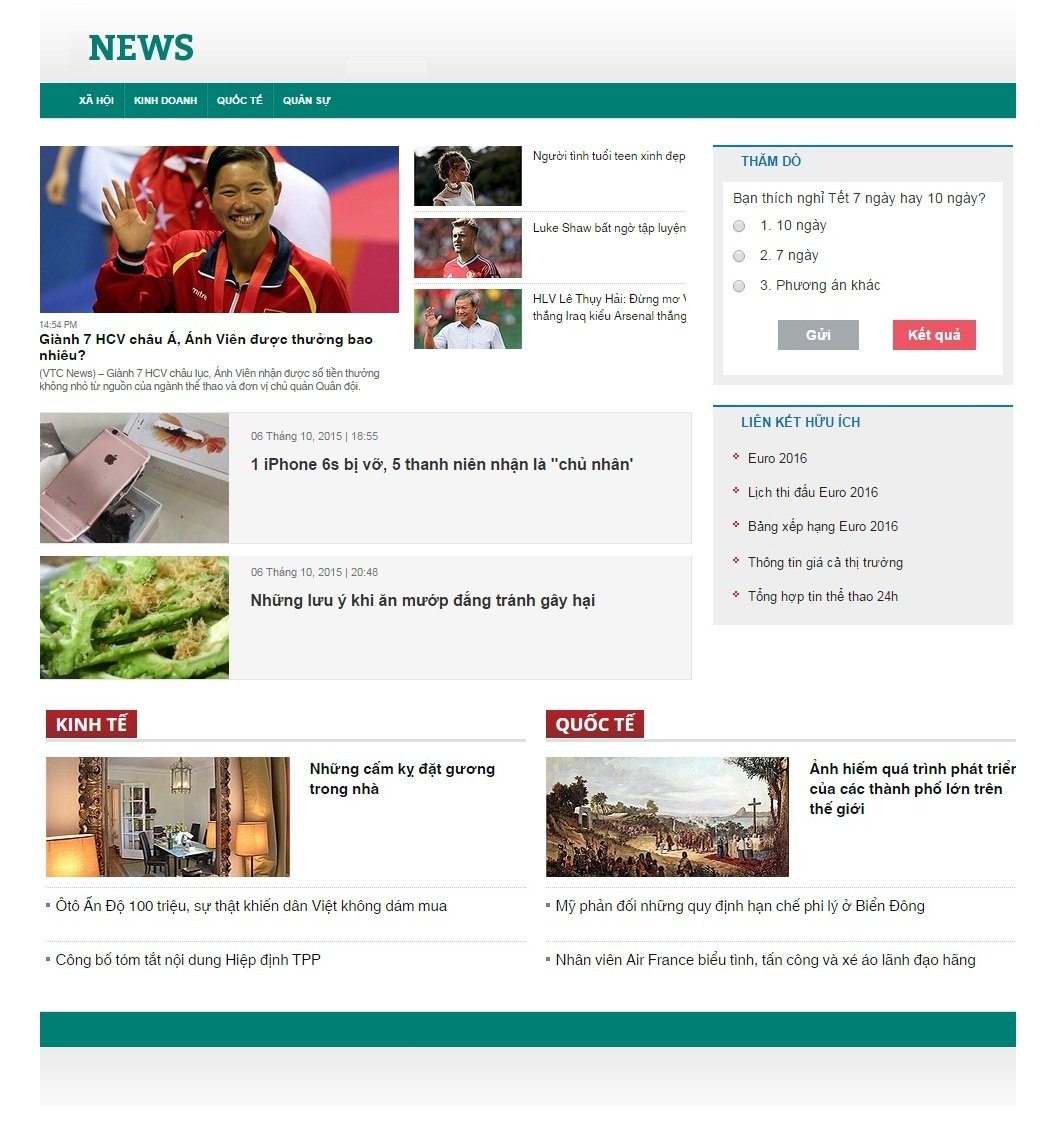 NEWS
XÃ HỘI
KINH DOANH
QUỐC TẾ
QUÂN SỰ
14:54 PM
Giành 7 HCV châu Á, Ánh Viên được thưởng bao
nhiêu?
(VTC News) – Giành 7 HCV châu lục, Ánh Viên nhận được số tiền thưởng
không nhỏ từ nguồn của ngành thể thao và đơn vị chủ quản Quân đội.
Người tình tuổi teen xinh đẹp
Luke Shaw bất ngờ tập luyện
HLV Lê Thụy Hải: Đừng mơ V
thắng Iraq kiểu Arsenal thắng
THĂM DÒ
Bạn thích nghỉ Tết 7 ngày hay 10 ngày?
1. 10 ngày
2. 7 ngày
3. Phương án khác
Gửi
Kết quả
06 Tháng 10, 2015 | 18:55
1 iPhone 6s bị vỡ, 5 thanh niên nhận là "chủ nhân'
06 Tháng 10, 2015 | 20:48
Những lưu ý khi ăn mướp đắng tránh gây hại
LIÊN KẾT HỮU ÍCH
Euro 2016
Lịch thi đấu Euro 2016
Bảng xếp hạng Euro 2016
Thông tin giá cả thị trường
Tổng hợp tin thể thao 24h
KINH TẾ
Những cấm kỵ đặt gương
trong nhà
Ôtô Ấn Độ 100 triệu, sự thật khiến dân Việt không dám mua
Công bố tóm tắt nội dung Hiệp định TPP
QUỐC TẾ
Ảnh hiếm quá trình phát triển
của các thành phố lớn trên
thế giới
Mỹ phản đối những quy định hạn chế phi lý ở Biển Đông
Nhân viên Air France biểu tình, tấn công và xé áo lãnh đạo hãng